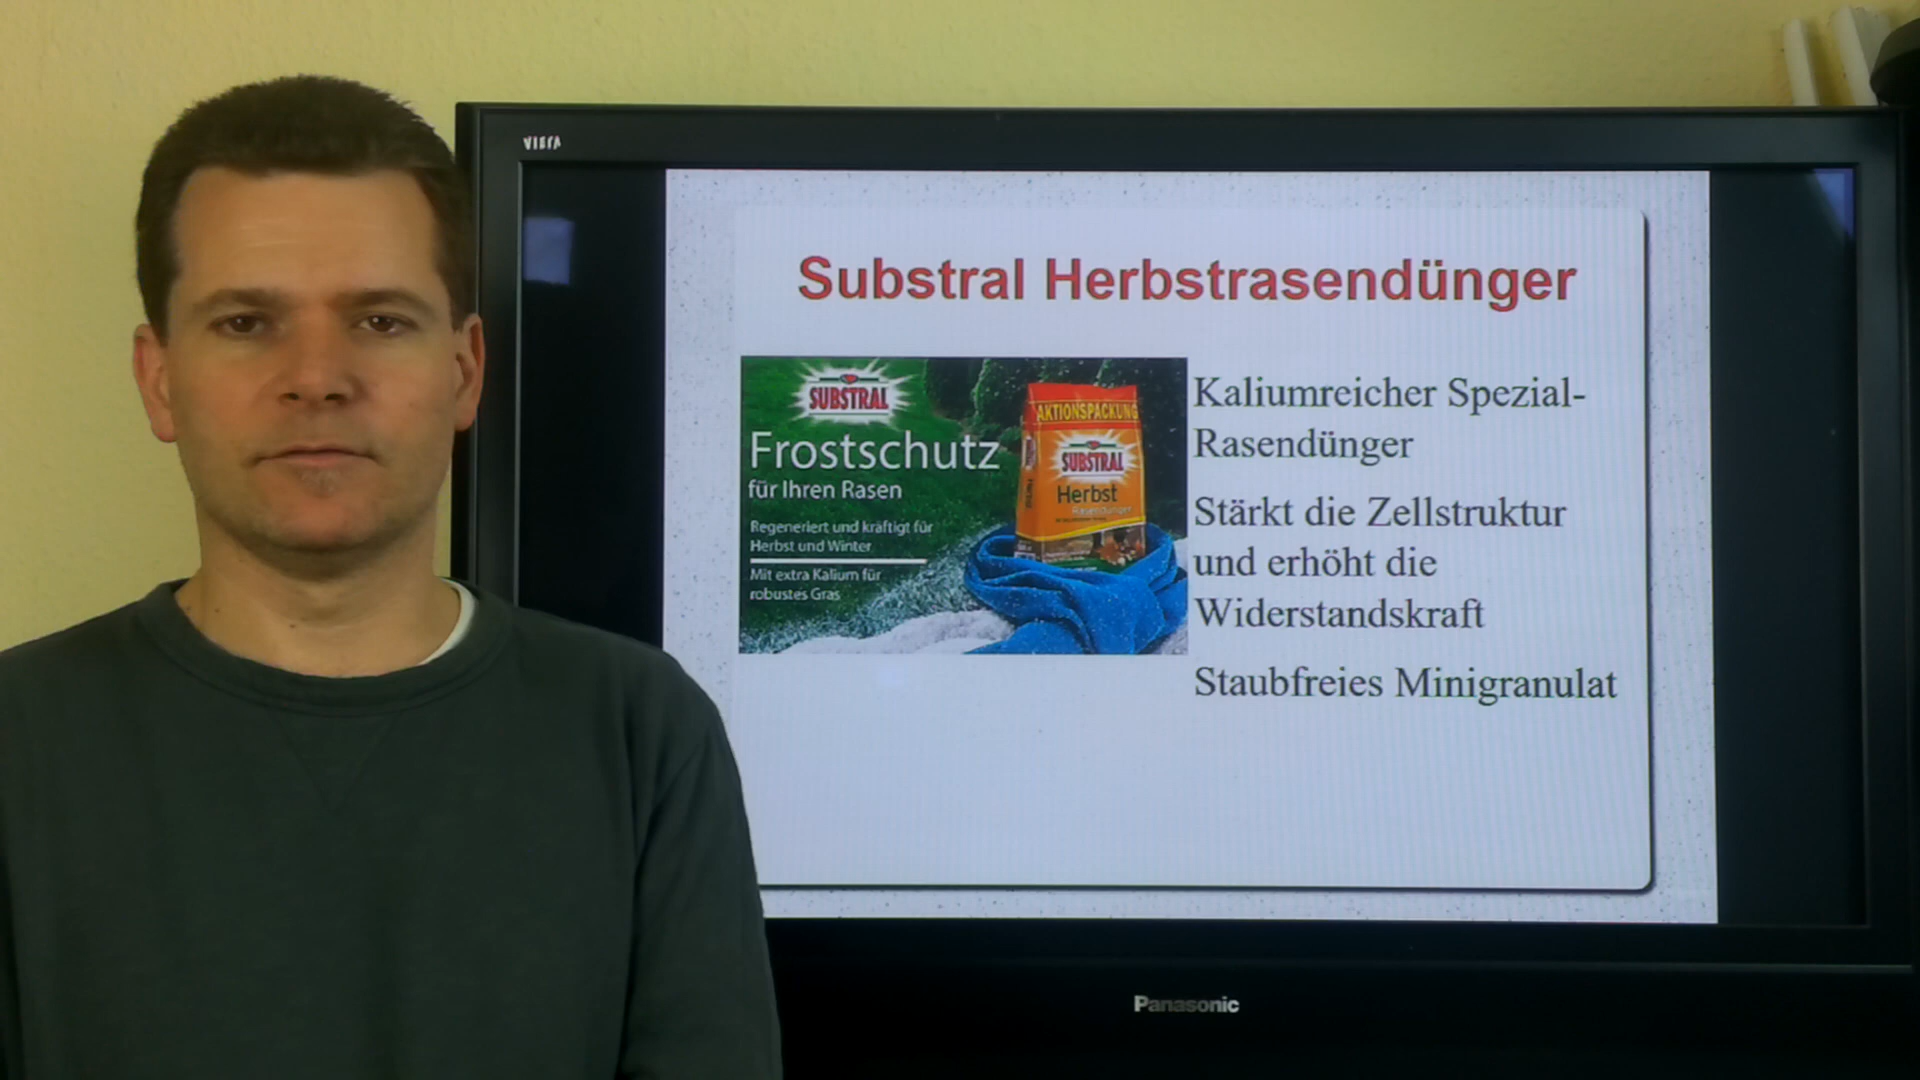 VIERA
Substral Herbstrasendünger
SUBSTRAL
Frostschutz
für Ihren Rasen
Regeneriert und kräftigt für
Herbst und Winter
Mit extra Kalium für
robustes Gras
AKTIONSPACKUNG
SUBSTRAL
Herbst
Rasendünger
Kaliumreicher Spezial-
Rasendünger
Stärkt die Zellstruktur
und erhöht die
Widerstandskraft
Staubfreies Minigranulat
Panasonic